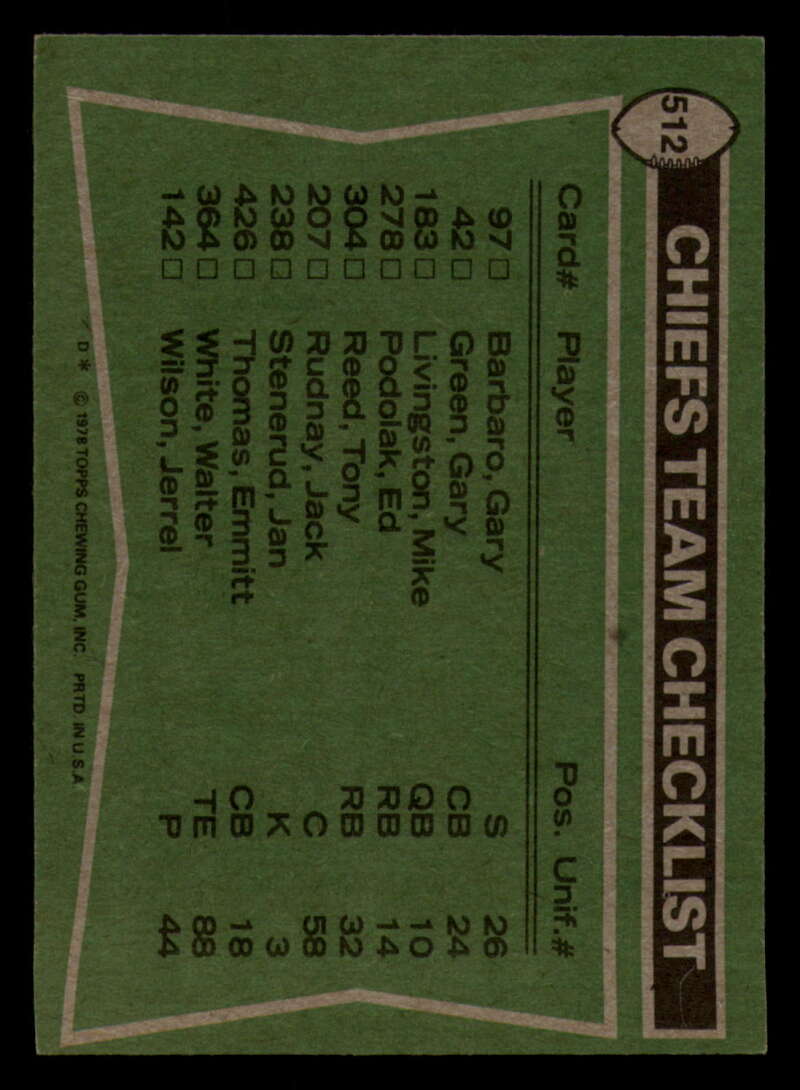 512 CHIEFS TEAM CHECKLIST
Card# Player Pos. Unif.#
97 □ Barbaro, Gary S 26
42 □ Green, Gary CB 24
183 □ Livingston, Mike QB 10
278 □ Podolak, Ed RB 14
304 □ Reed, Tony RB 32
207 □ Rudnay, Jack C 58
238 □ Stenerud, Jan K 3
426 □ Thomas, Emmitt CB 18
364 □ White, Walter TE 88
142 □ Wilson, Jerrel P 44
D* © 1978 TOPPS CHEWING GUM, INC. PRTD. IN U.S.A.